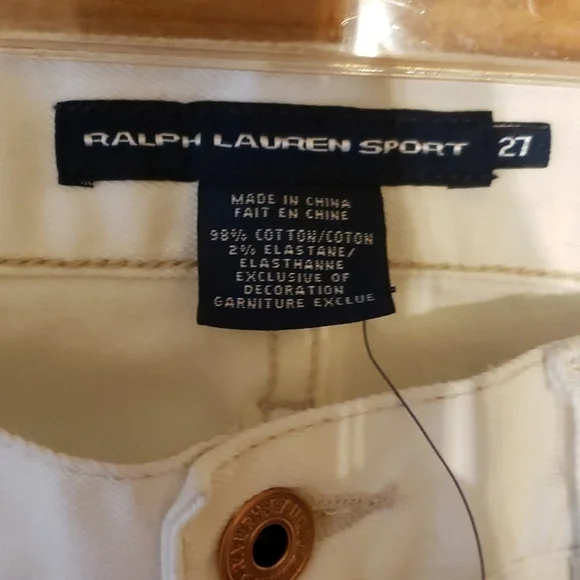 RALPH LAUREN SPORT 27
MADE IN CHINA
FAIT EN CHINE
98% COTTON/COTON
2% ELASTANE/
ELASTHANNE
EXCLUSIVE OF
DECORATION
GARNITURE EXCLUE